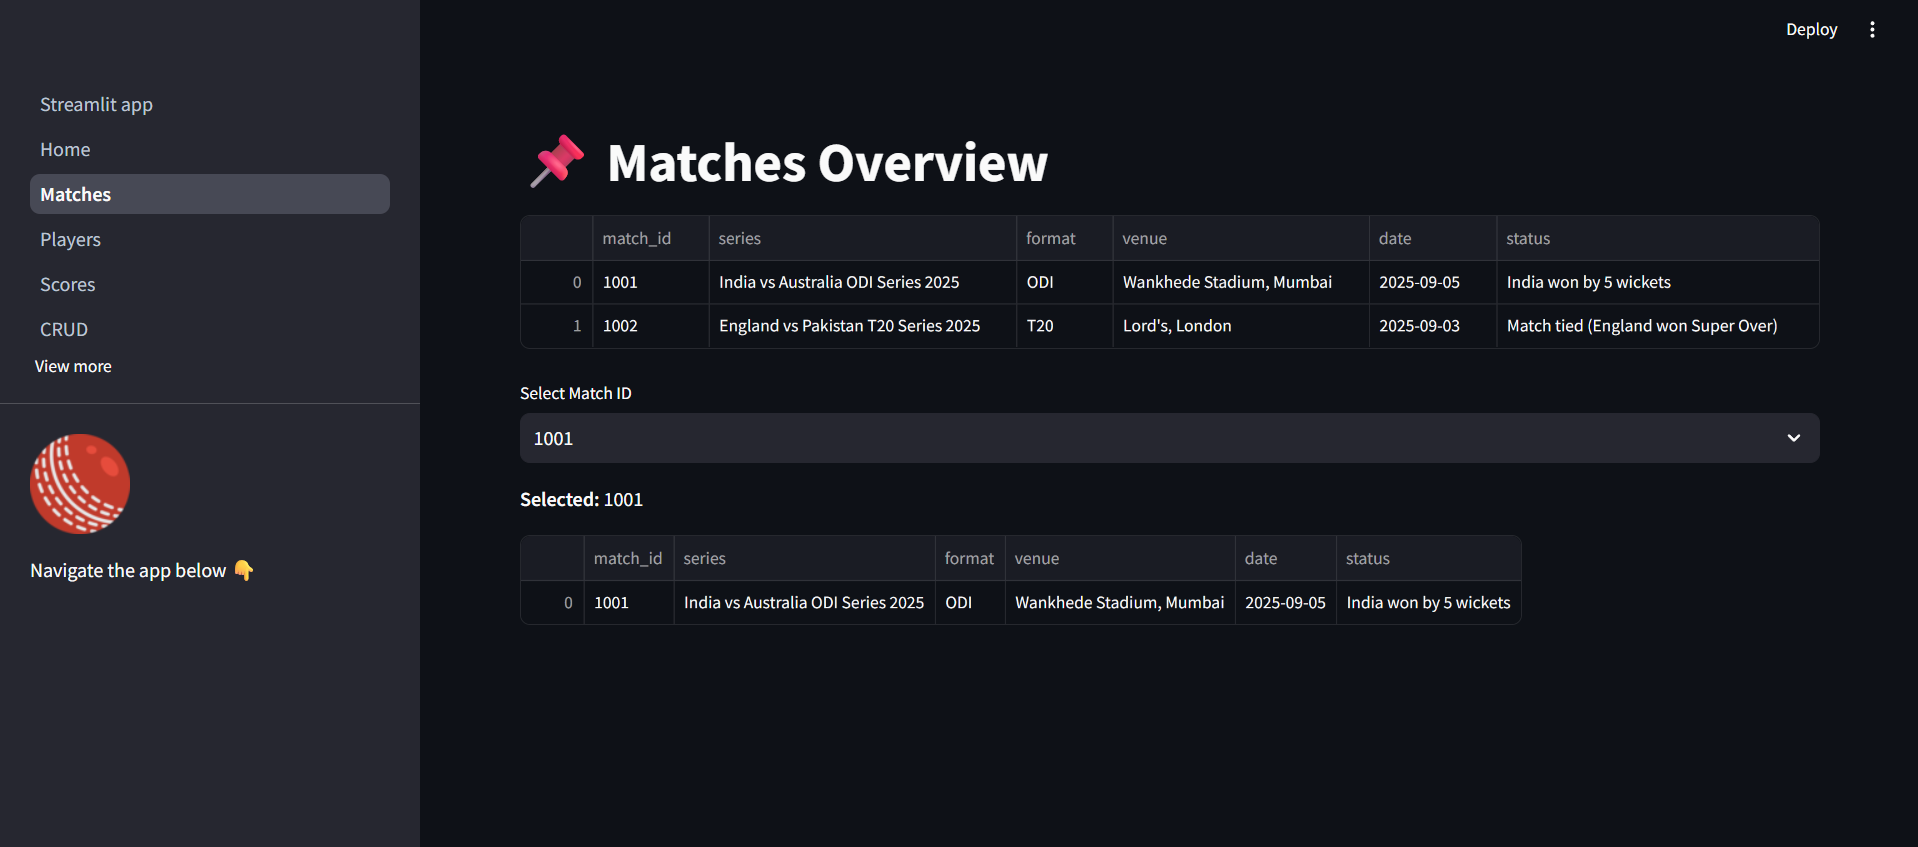 Deploy
Streamlit app
Home
Matches
Players
Scores
CRUD
View more
Navigate the app below 👇
📌 Matches Overview
match_id series format venue date status
0 1001 India vs Australia ODI Series 2025 ODI Wankhede Stadium, Mumbai 2025-09-05 India won by 5 wickets
1 1002 England vs Pakistan T20 Series 2025 T20 Lord's, London 2025-09-03 Match tied (England won Super Over)
Select Match ID
1001
Selected: 1001
match_id series format venue date status
0 1001 India vs Australia ODI Series 2025 ODI Wankhede Stadium, Mumbai 2025-09-05 India won by 5 wickets